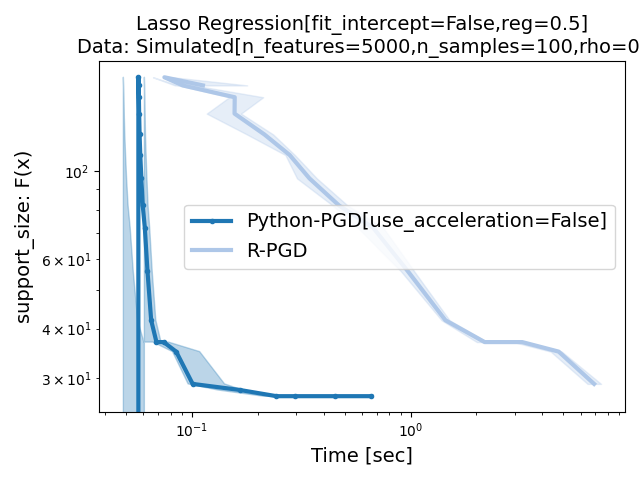 Lasso Regression[fit_intercept=False,reg=0.5]
Data: Simulated[n_features=5000,n_samples=100,rho=0
support_size: F(x)
10²
6 × 10¹
4 × 10¹
3 × 10¹
Python-PGD[use_acceleration=False]
R-PGD
10⁻¹
10⁰
Time [sec]